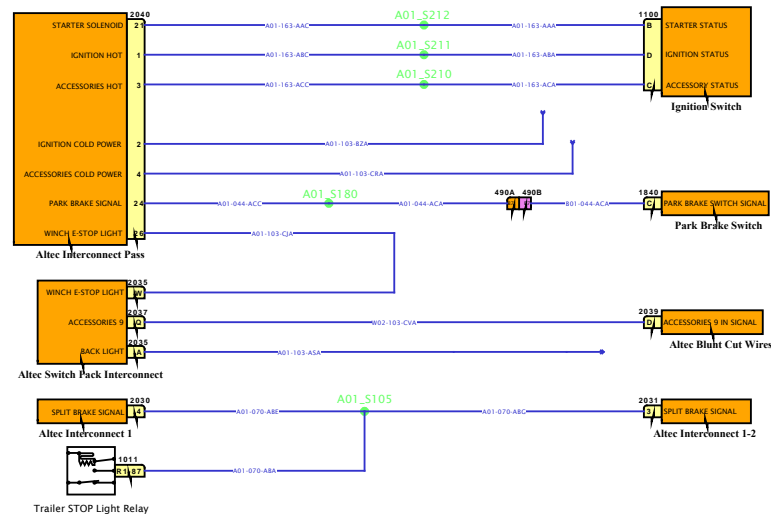 2040
A01_S212
1100
STARTER SOLENOID 21 A01-163-AAC A01-163-AAA B STARTER STATUS
A01_S211
IGNITION HOT 1 A01-163-ABC A01-163-ABA D IGNITION STATUS
A01_S210
ACCESSORIES HOT 3 A01-163-ACC A01-163-ACA C ACCESSORY STATUS
Ignition Switch
IGNITION COLD POWER 2 A01-103-BZA
ACCESSORIES COLD POWER 4 A01-103-CRA
A01_S180 490A 490B 1840
PARK BRAKE SIGNAL 24 A01-044-ACC A01-044-ACA B01-044-ACA C PARK BRAKE SWITCH SIGNAL
Park Brake Switch
WINCH E-STOP LIGHT 26 A01-103-CJA
Altec Interconnect Pass
2035
WINCH E-STOP LIGHT W
2037 2039
ACCESSORIES 9 Q W02-103-CVA D ACCESSORIES 9 IN SIGNAL
2035
Altec Blunt Cut Wires
BACK LIGHT A A01-103-ASA
Altec Switch Pack Interconnect
2030 A01_S105 2031
SPLIT BRAKE SIGNAL 4 A01-070-ABE A01-070-ABG 3 SPLIT BRAKE SIGNAL
Altec Interconnect 1 Altec Interconnect 1-2
1011
R1 87 A01-070-ABA
Trailer STOP Light Relay